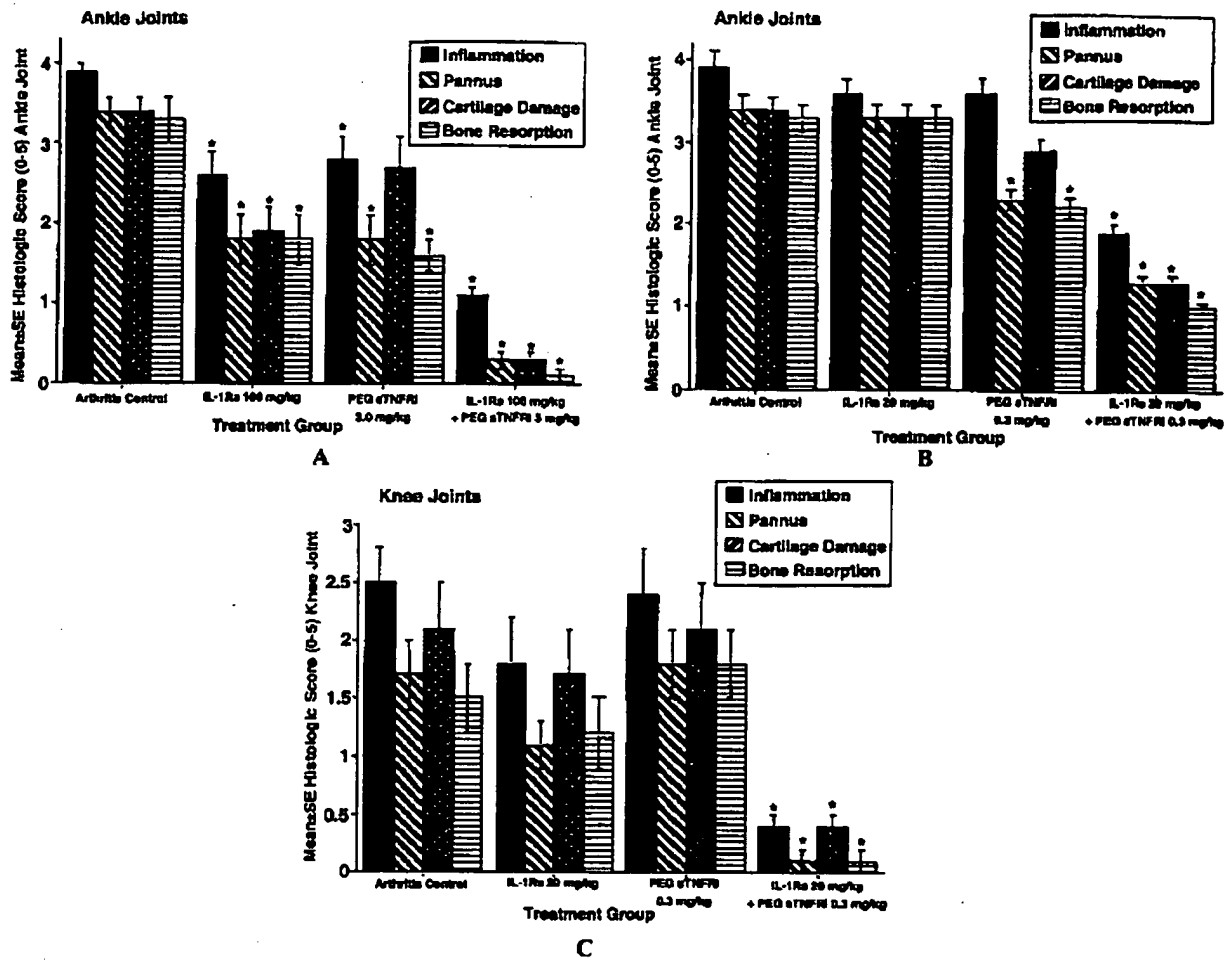 Ankle Joints
Mean±SE Histologic Score (0-5) Ankle Joint
4
3
2
1
0
Inflammation
Pannus
Cartilage Damage
Bone Resorption
* * * * * * * * * * *
Arthritis Control
IL-1Ra 100 mg/kg
PEG sTNFRI
3.0 mg/kg
IL-1Ra 100 mg/kg
+ PEG sTNFRI 3 mg/kg
Treatment Group
A
Ankle Joints
Mean±SE Histologic Score (0-5) Ankle Joint
4
3
2
1
0
Inflammation
Pannus
Cartilage Damage
Bone Resorption
* * * * * *
Arthritis Control
IL-1Ra 20 mg/kg
PEG sTNFRI
0.3 mg/kg
IL-1Ra 20 mg/kg
+ PEG sTNFRI 0.3 mg/kg
Treatment Group
B
Knee Joints
Mean±SE Histologic Score (0-5) Knee Joint
3
2.5
2
1.5
1
0.5
0
Inflammation
Pannus
Cartilage Damage
Bone Resorption
* * * *
Arthritis Control
IL-1Ra 20 mg/kg
PEG sTNFRI
0.3 mg/kg
IL-1Ra 20 mg/kg
+ PEG sTNFRI 0.3 mg/kg
Treatment Group
C